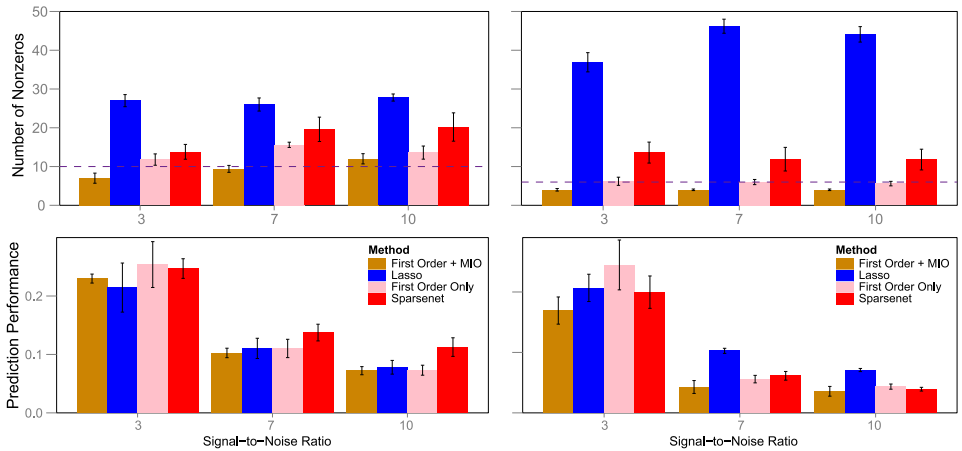 Number of Nonzeros
50
40
30
20
10
0
3
7
10
3
7
10
Prediction Performance
0.2
0.1
0.0
Method
First Order + MIO
Lasso
First Order Only
Sparsenet
Method
First Order + MIO
Lasso
First Order Only
Sparsenet
3
7
10
3
7
10
Signal−to−Noise Ratio
Signal−to−Noise Ratio